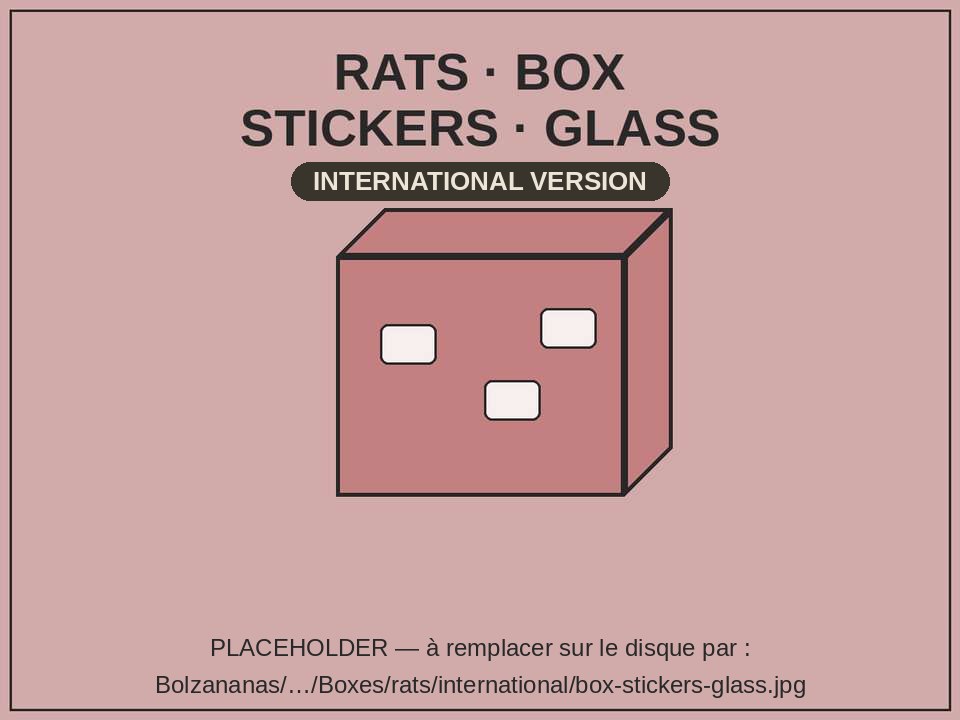 RATS · BOX
STICKERS · GLASS
INTERNATIONAL VERSION
PLACEHOLDER — à remplacer sur le disque par :
Bolzananas/…/Boxes/rats/international/box-stickers-glass.jpg